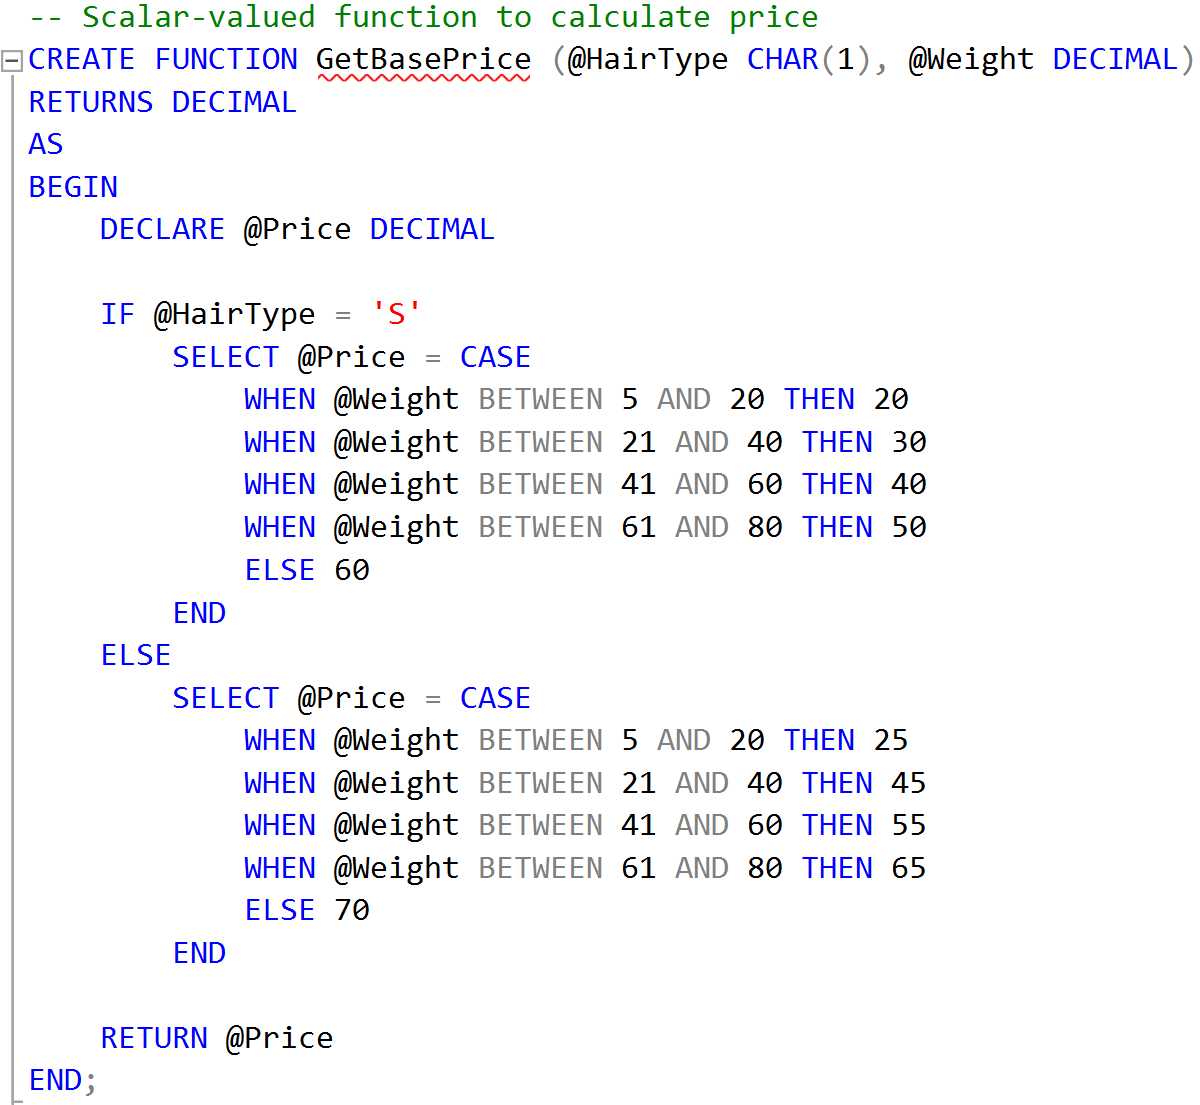 -- Scalar-valued function to calculate price
CREATE FUNCTION GetBasePrice (@HairType CHAR(1), @Weight DECIMAL)
RETURNS DECIMAL
AS
BEGIN
    DECLARE @Price DECIMAL

    IF @HairType = 'S'
        SELECT @Price = CASE
            WHEN @Weight BETWEEN 5 AND 20 THEN 20
            WHEN @Weight BETWEEN 21 AND 40 THEN 30
            WHEN @Weight BETWEEN 41 AND 60 THEN 40
            WHEN @Weight BETWEEN 61 AND 80 THEN 50
            ELSE 60
        END
    ELSE
        SELECT @Price = CASE
            WHEN @Weight BETWEEN 5 AND 20 THEN 25
            WHEN @Weight BETWEEN 21 AND 40 THEN 45
            WHEN @Weight BETWEEN 41 AND 60 THEN 55
            WHEN @Weight BETWEEN 61 AND 80 THEN 65
            ELSE 70
        END

    RETURN @Price
END;